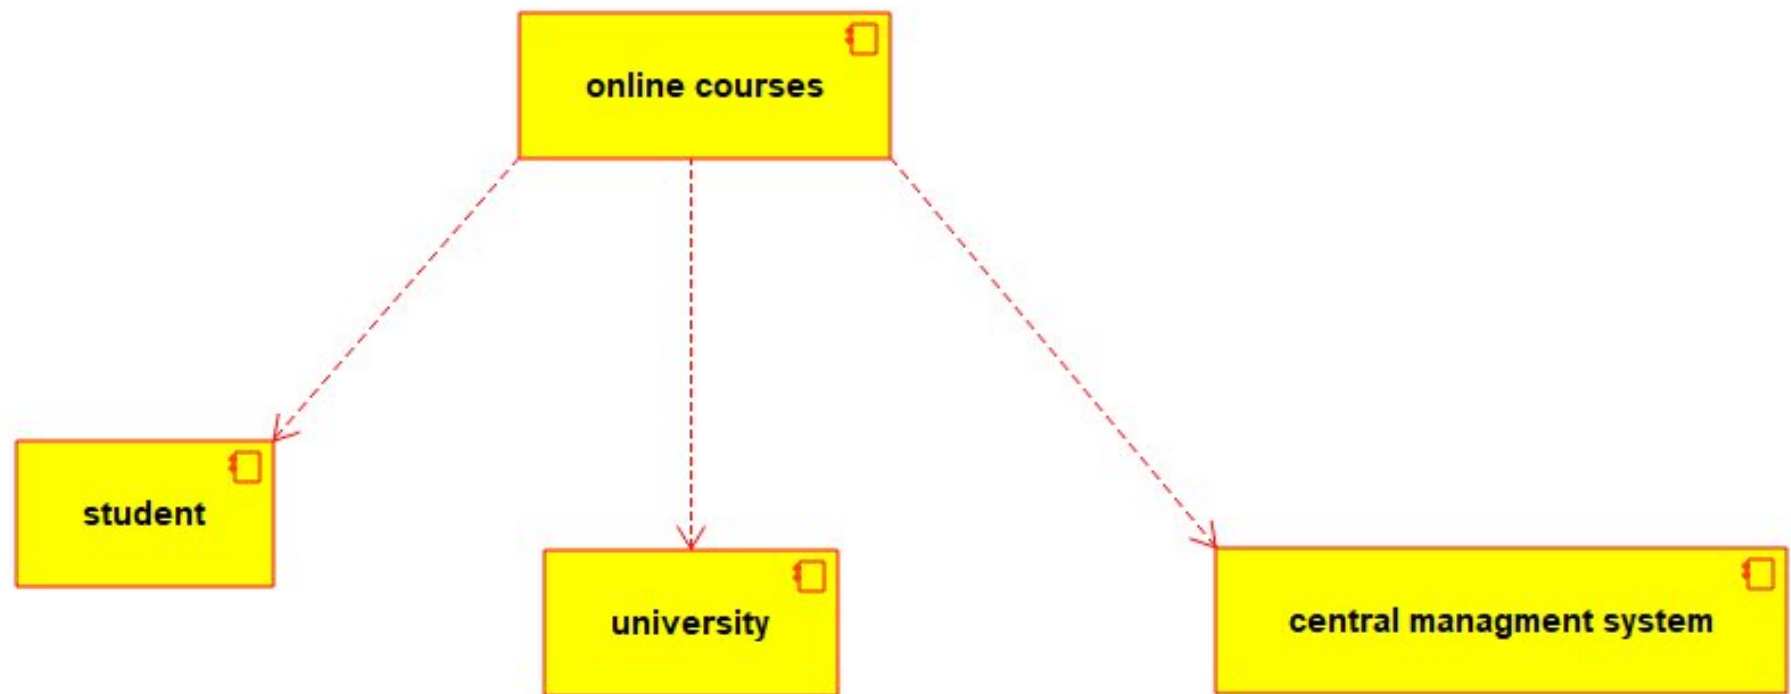 online courses
student
university
central managment system